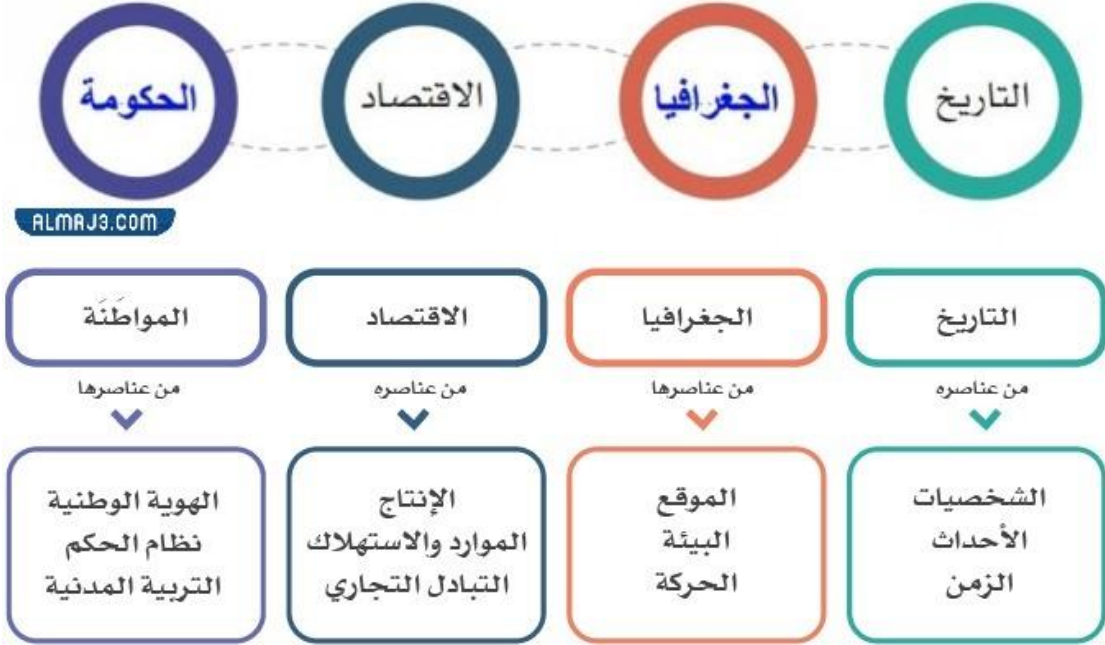 التاريخ
الجغرافيا
الاقتصاد
الحكومة
ALMAJ3.COM
التاريخ
الجغرافيا
الاقتصاد
المواطَنَة
من عناصره
من عناصرها
من عناصره
من عناصرها
الشخصيات
الأحداث
الزمن
الموقع
البيئة
الحركة
الإنتاج
الموارد والاستهلاك
التبادل التجاري
الهوية الوطنية
نظام الحكم
التربية المدنية